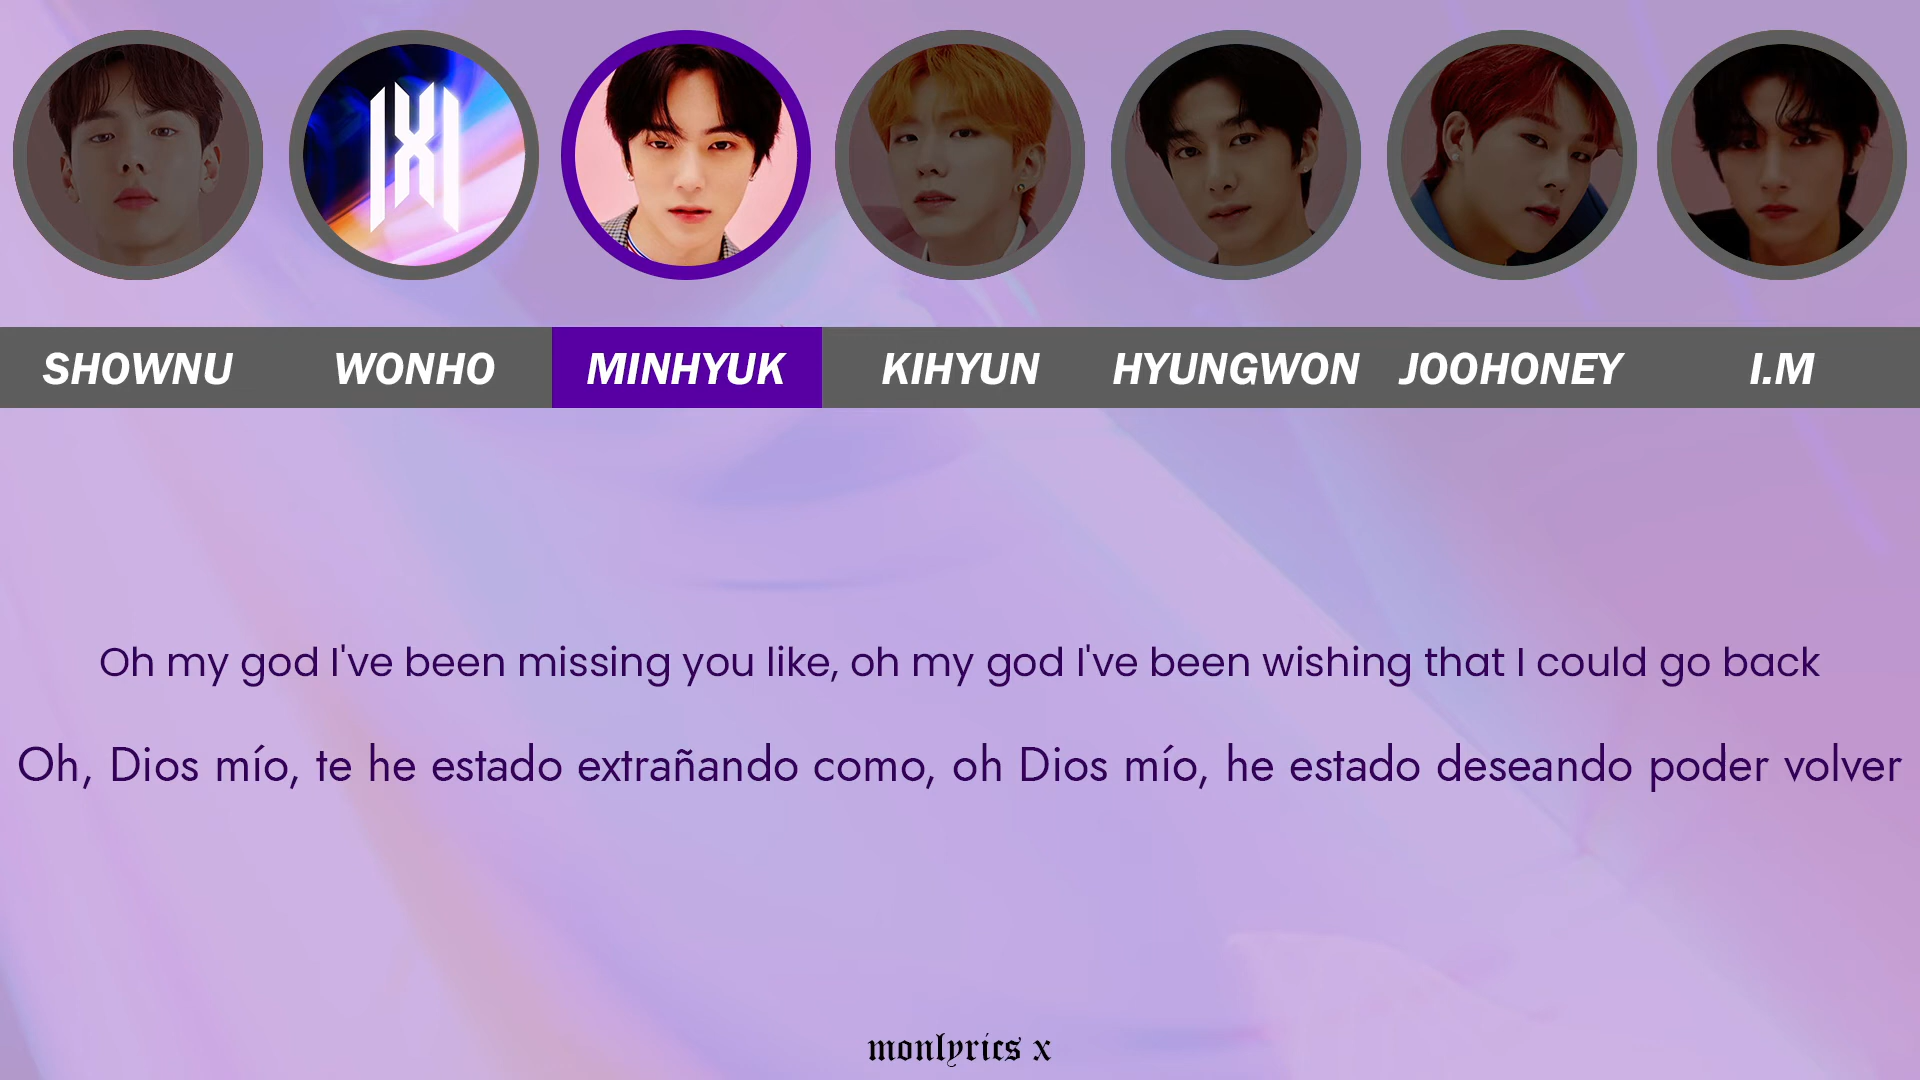 SHOWNU WONHO MINHYUK KIHYUN HYUNGWON JOOHONEY I.M
Oh my god I've been missing you like, oh my god I've been wishing that I could go back
Oh, Dios mío, te he estado extrañando como, oh Dios mío, he estado deseando poder volver
monlyrics x